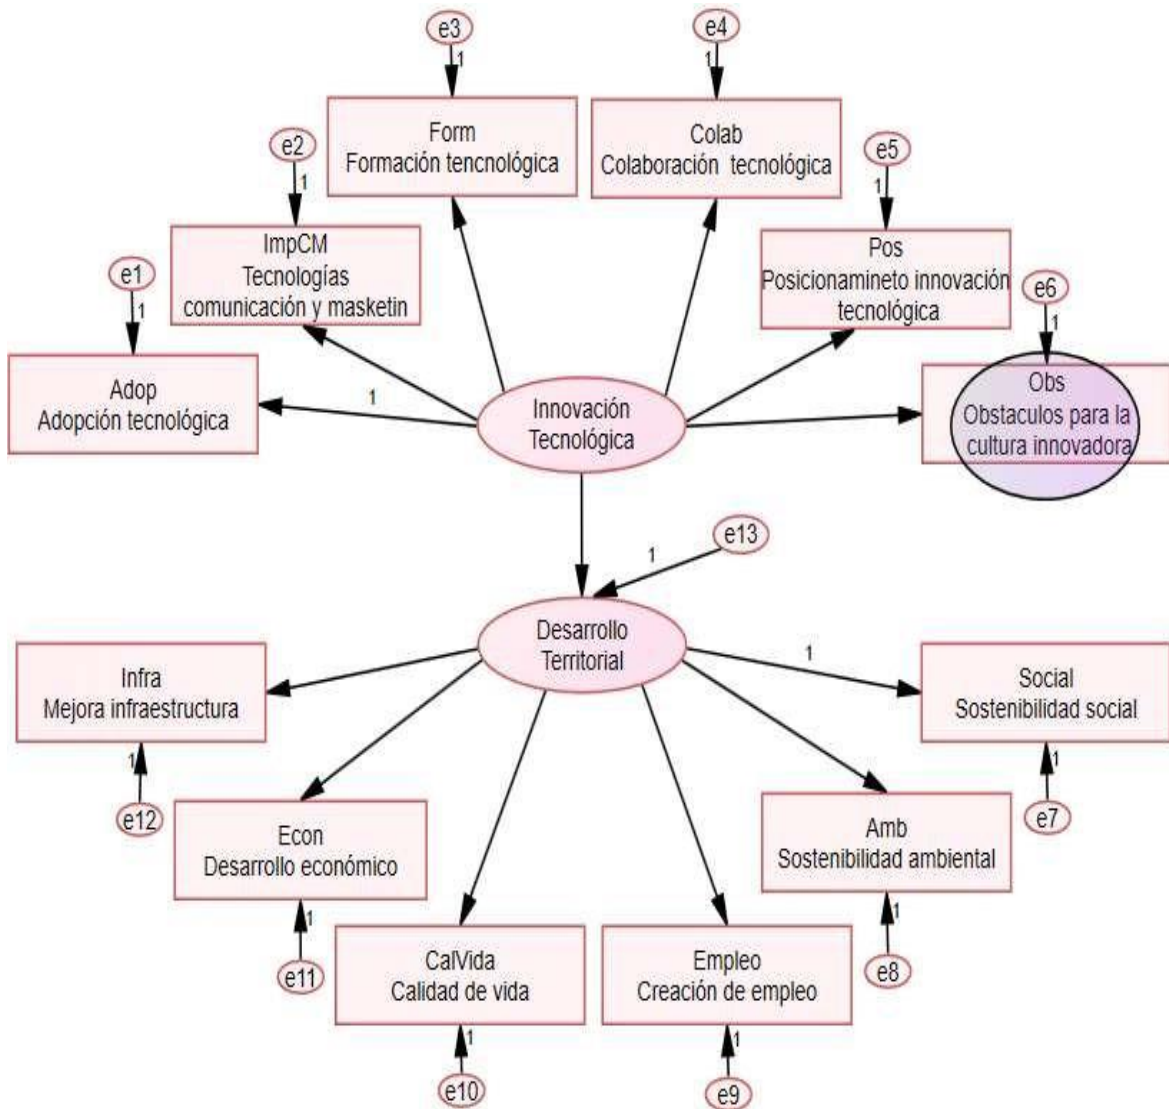 e3
1
e4
1
Form
Formación tencnológica
Colab
Colaboración tecnológica
e2
1
e5
1
ImpCM
Tecnologías
comunicación y masketin
Pos
Posicionamineto innovación
tecnológica
e1
1
e6
1
Adop
Adopción tecnológica
1
Innovación
Tecnológica
Obs
Obstaculos para la
cultura innovadora
e13
1
Desarrollo
Territorial
Infra
Mejora infraestructura
1
Social
Sostenibilidad social
1
e12
1
e7
Econ
Desarrollo económico
Amb
Sostenibilidad ambiental
1
e11
1
e8
CalVida
Calidad de vida
Empleo
Creación de empleo
1
e10
1
e9